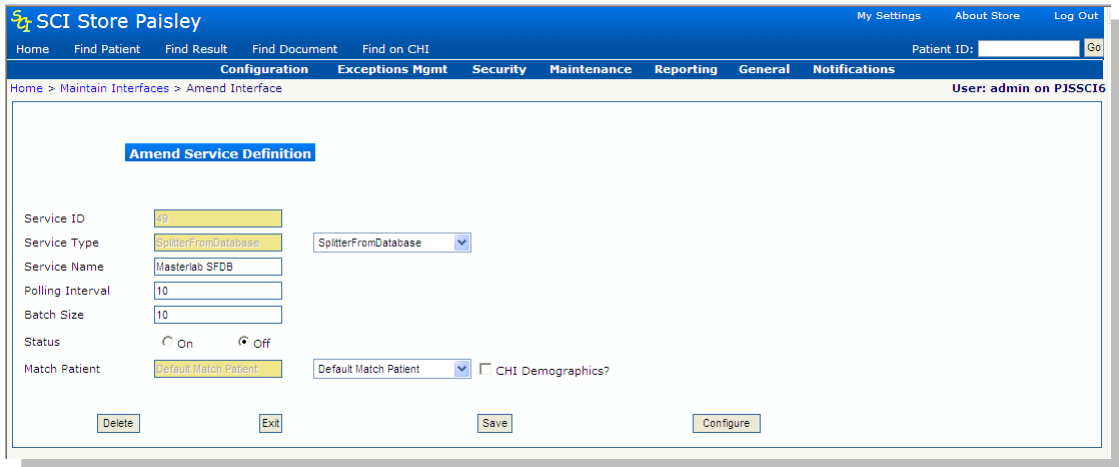 SCI SCI Store Paisley
My Settings About Store Log Out
Home Find Patient Find Result Find Document Find on CHI Patient ID: Go
Configuration Exceptions Mgmt Security Maintenance Reporting General Notifications
Home > Maintain Interfaces > Amend Interface User: admin on PJSSCI6
Amend Service Definition
Service ID 49
Service Type SplitterFromDatabase SplitterFromDatabase
Service Name Masterlab SFDB
Polling Interval 10
Batch Size 10
Status On Off
Match Patient Default Match Patient Default Match Patient CHI Demographics?
Delete Exit Save Configure